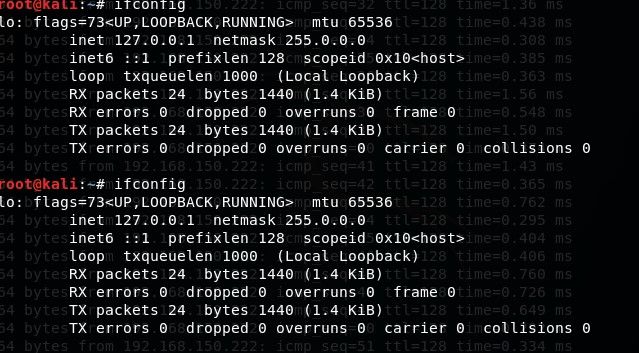 root@kali:~# ifconfig
lo: flags=73<UP,LOOPBACK,RUNNING>  mtu 65536
        inet 127.0.0.1  netmask 255.0.0.0
        inet6 ::1  prefixlen 128  scopeid 0x10<host>
        loop  txqueuelen 1000  (Local Loopback)
        RX packets 24  bytes 1440 (1.4 KiB)
        RX errors 0  dropped 0  overruns 0  frame 0
        TX packets 24  bytes 1440 (1.4 KiB)
        TX errors 0  dropped 0 overruns 0  carrier 0  collisions 0

root@kali:~# ifconfig
lo: flags=73<UP,LOOPBACK,RUNNING>  mtu 65536
        inet 127.0.0.1  netmask 255.0.0.0
        inet6 ::1  prefixlen 128  scopeid 0x10<host>
        loop  txqueuelen 1000  (Local Loopback)
        RX packets 24  bytes 1440 (1.4 KiB)
        RX errors 0  dropped 0  overruns 0  frame 0
        TX packets 24  bytes 1440 (1.4 KiB)
        TX errors 0  dropped 0 overruns 0  carrier 0  collisions 0